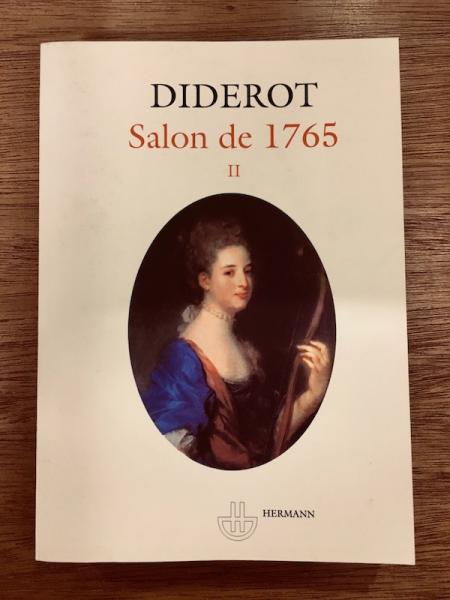 DIDEROT
Salon de 1765
II
HERMANN